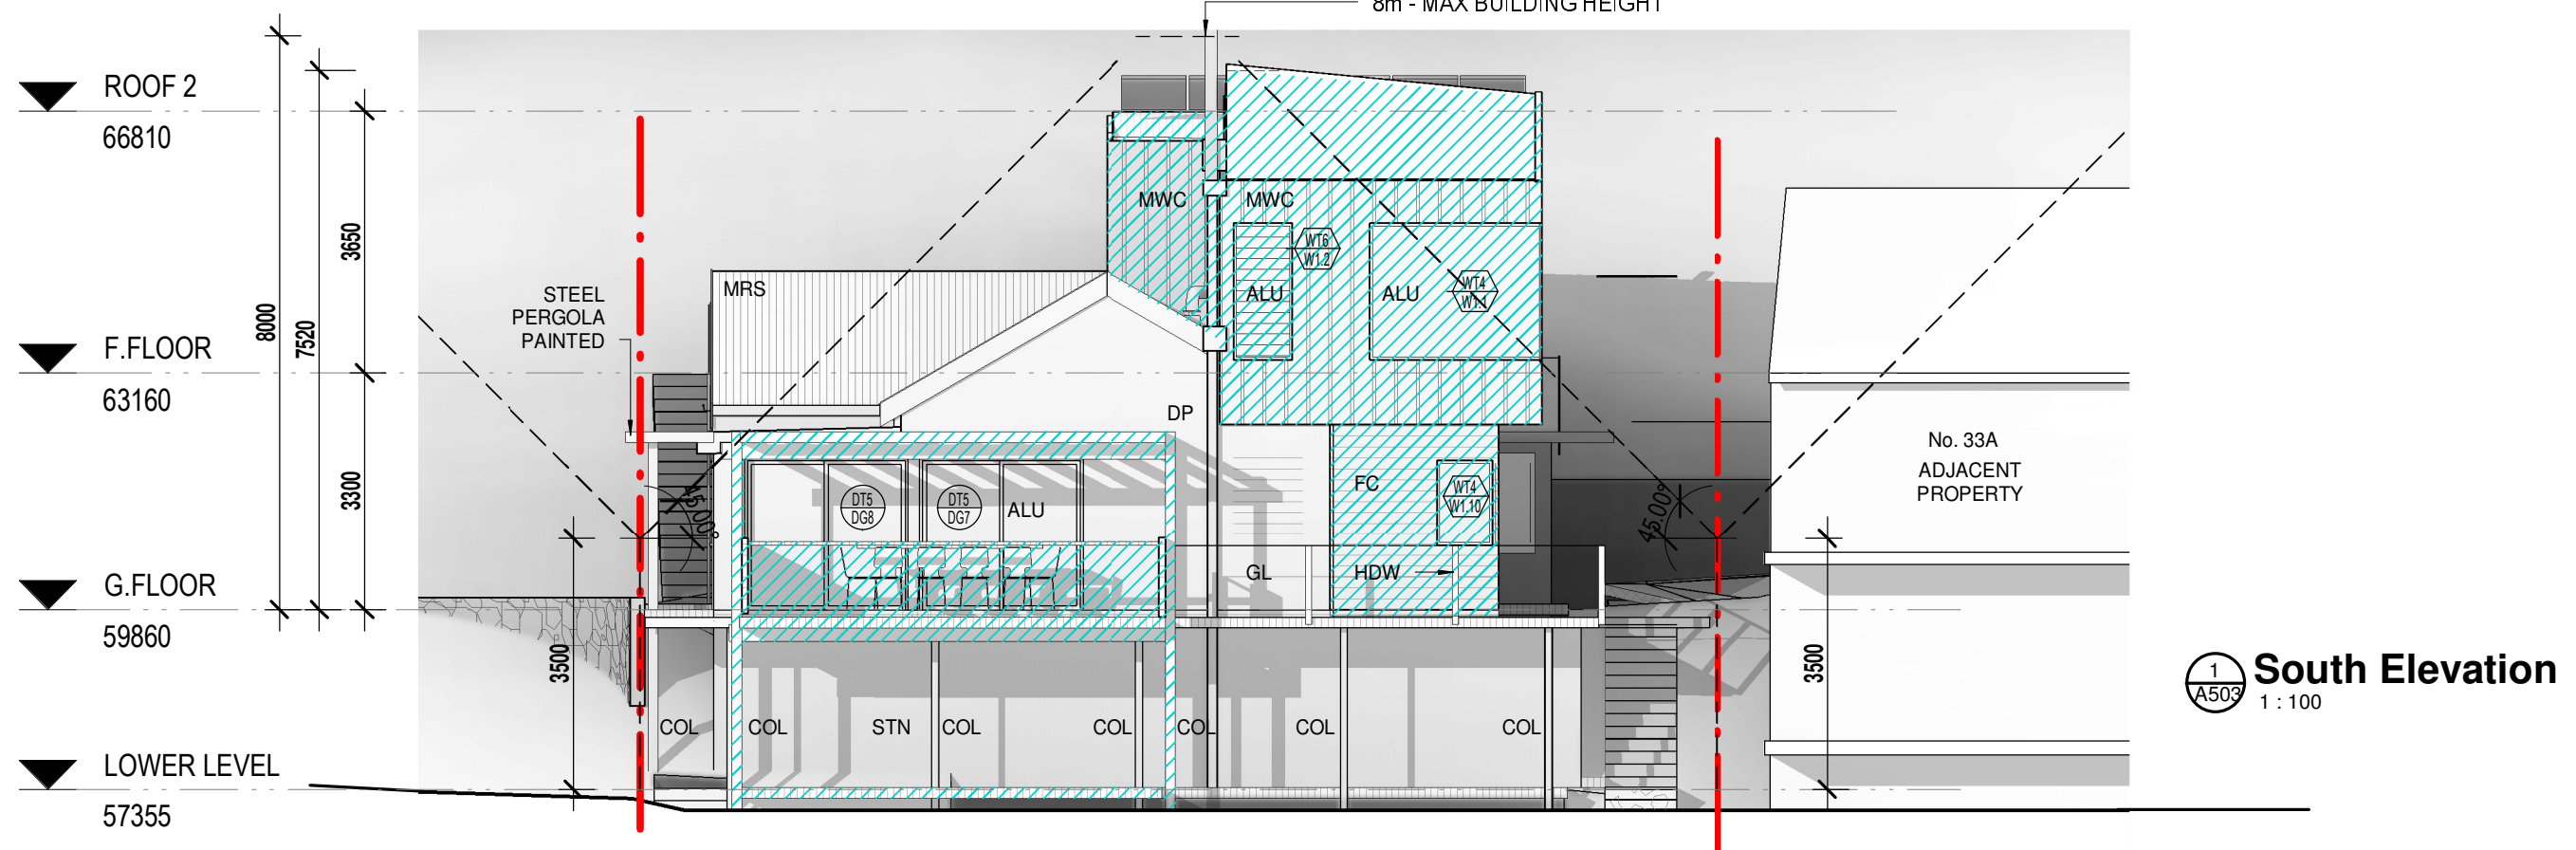 8m - MAX BUILDING HEIGHT
ROOF 2
66810
3650
8000
7520
F.FLOOR
63160
3300
G.FLOOR
59860
3500
LOWER LEVEL
57355
STEEL
PERGOLA
PAINTED
MRS
MWC
MWC
WT6
W1.2
ALU
ALU
WT4
W1.1
DP
DT5
DG8
DT5
DG7
ALU
45.00°
FC
WT4
W1.10
GL
HDW
45.00°
COL
COL
STN
COL
COL
COL
COL
COL
No. 33A
ADJACENT
PROPERTY
3500
1
A503
South Elevation
1 : 100